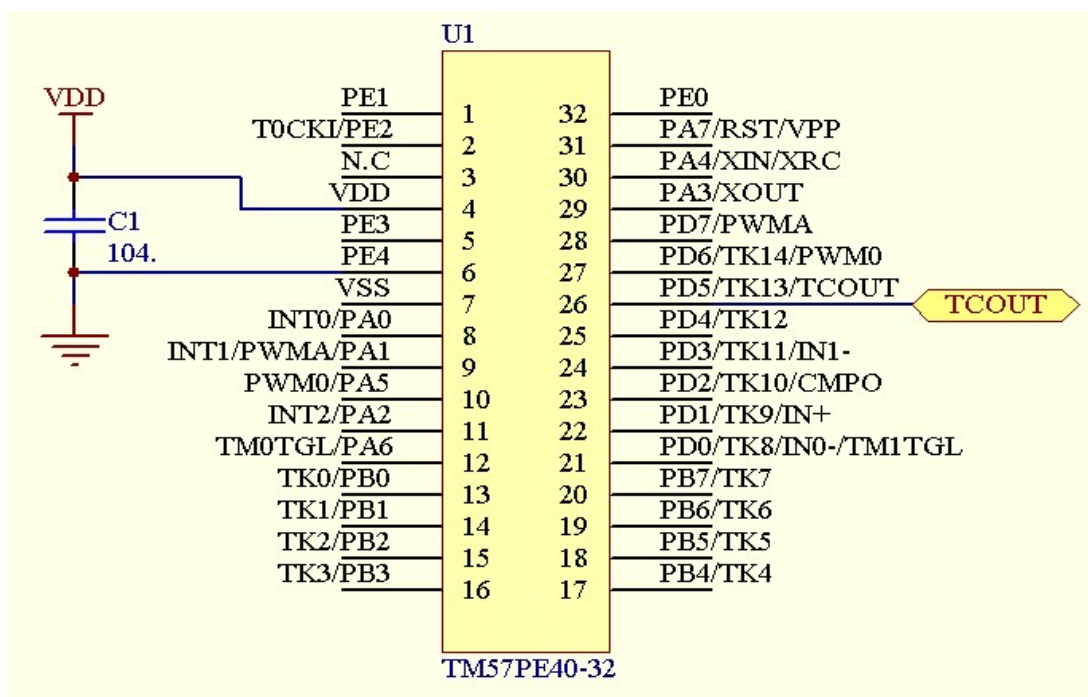 U1
VDD
C1
104.
PE1 1 32 PE0
T0CKI/PE2 2 31 PA7/RST/VPP
N.C 3 30 PA4/XIN/XRC
VDD 4 29 PA3/XOUT
PE3 5 28 PD7/PWMA
PE4 6 27 PD6/TK14/PWM0
VSS 7 26 PD5/TK13/TCOUT TCOUT
INT0/PA0 8 25 PD4/TK12
INT1/PWMA/PA1 9 24 PD3/TK11/IN1-
PWM0/PA5 10 23 PD2/TK10/CMPO
INT2/PA2 11 22 PD1/TK9/IN+
TM0TGL/PA6 12 21 PD0/TK8/IN0-/TM1TGL
TK0/PB0 13 20 PB7/TK7
TK1/PB1 14 19 PB6/TK6
TK2/PB2 15 18 PB5/TK5
TK3/PB3 16 17 PB4/TK4
TM57PE40-32